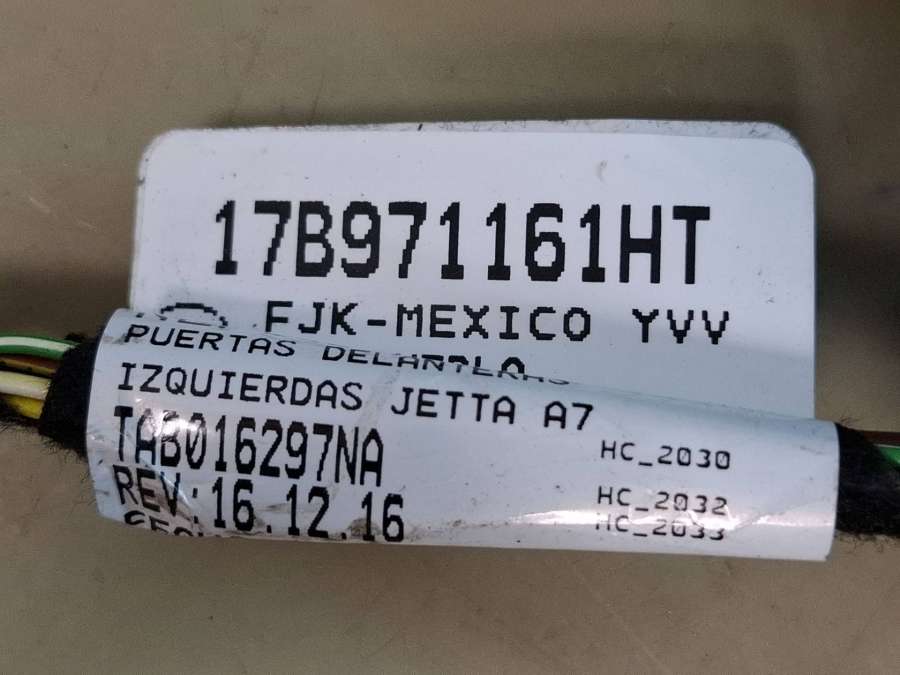 17B971161HT
FJK-MEXICO YVV
PUERTAS DELANTERAS
IZQUIERDAS JETTA A7
TAB016297NA
HC_2030
REV:16.12.16
HC_2032
HC_2033